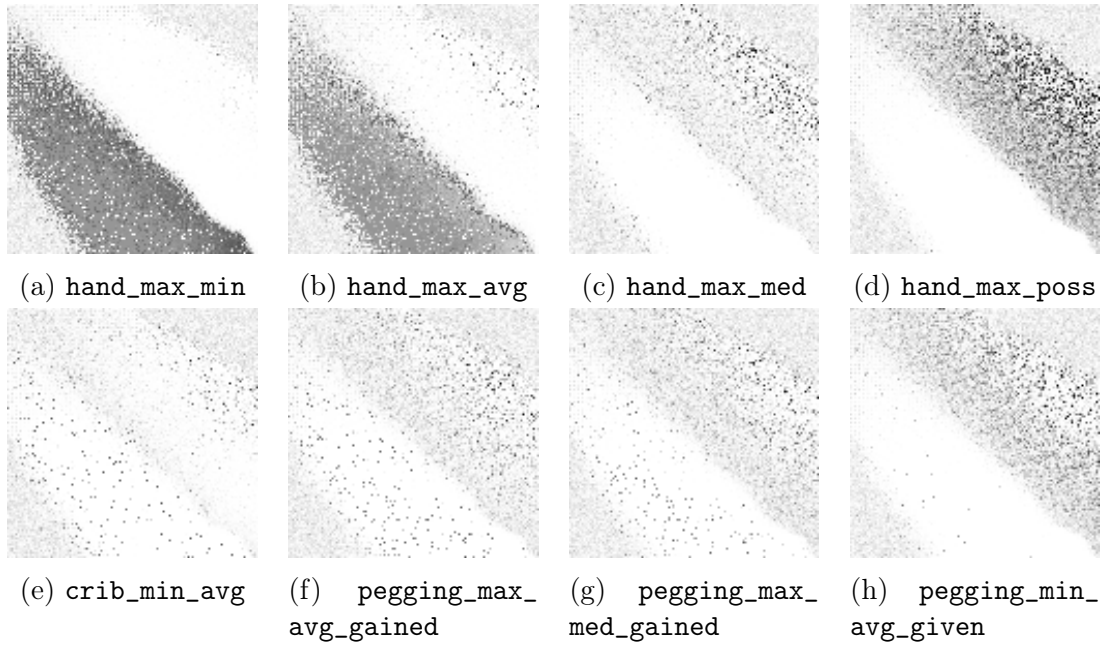 (a) hand_max_min (b) hand_max_avg (c) hand_max_med (d) hand_max_poss
(e) crib_min_avg (f) pegging_max_ (g) pegging_max_ (h) pegging_min_
avg_gained med_gained avg_given